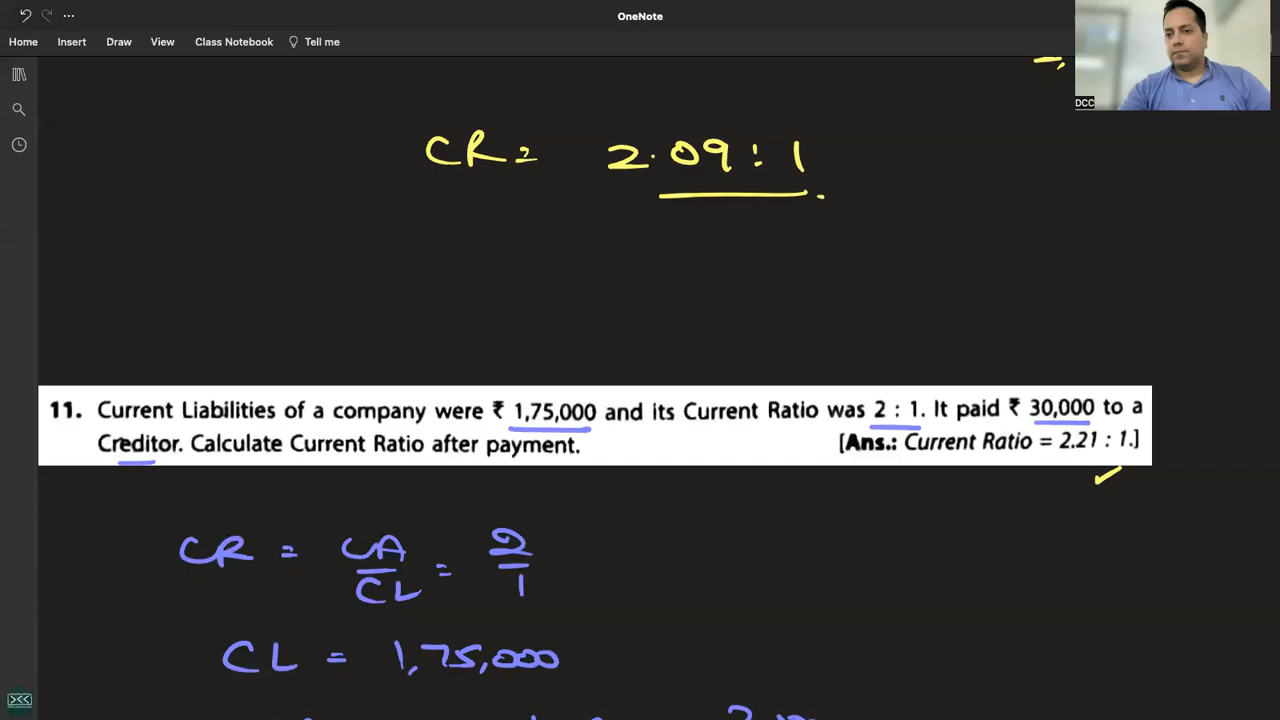 OneNote
Home Insert Draw View Class Notebook Tell me
DCC
CR = 2.09 : 1
11. Current Liabilities of a company were ₹ 1,75,000 and its Current Ratio was 2 : 1. It paid ₹ 30,000 to a
Creditor. Calculate Current Ratio after payment. [Ans.: Current Ratio = 2.21 : 1.]
CR = CA/CL = 2/1
CL = 1,75,000